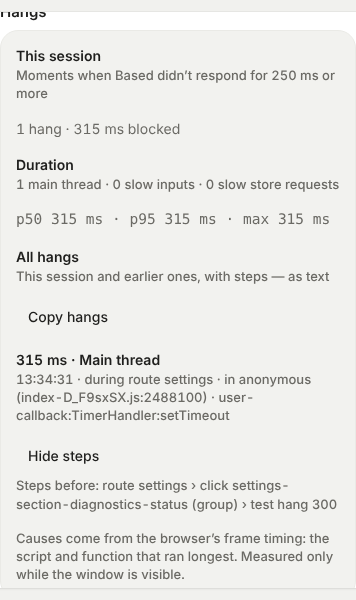 Hangs
This session
Moments when Based didn’t respond for 250 ms or
more
1 hang · 315 ms blocked
Duration
1 main thread · 0 slow inputs · 0 slow store requests
p50 315 ms · p95 315 ms · max 315 ms
All hangs
This session and earlier ones, with steps — as text
Copy hangs
315 ms · Main thread
13:34:31 · during route settings · in anonymous
(index-D_F9sxSX.js:2488100) · user-
callback:TimerHandler:setTimeout
Hide steps
Steps before: route settings › click settings-
section-diagnostics-status (group) › test hang 300
Causes come from the browser’s frame timing: the
script and function that ran longest. Measured only
while the window is visible.